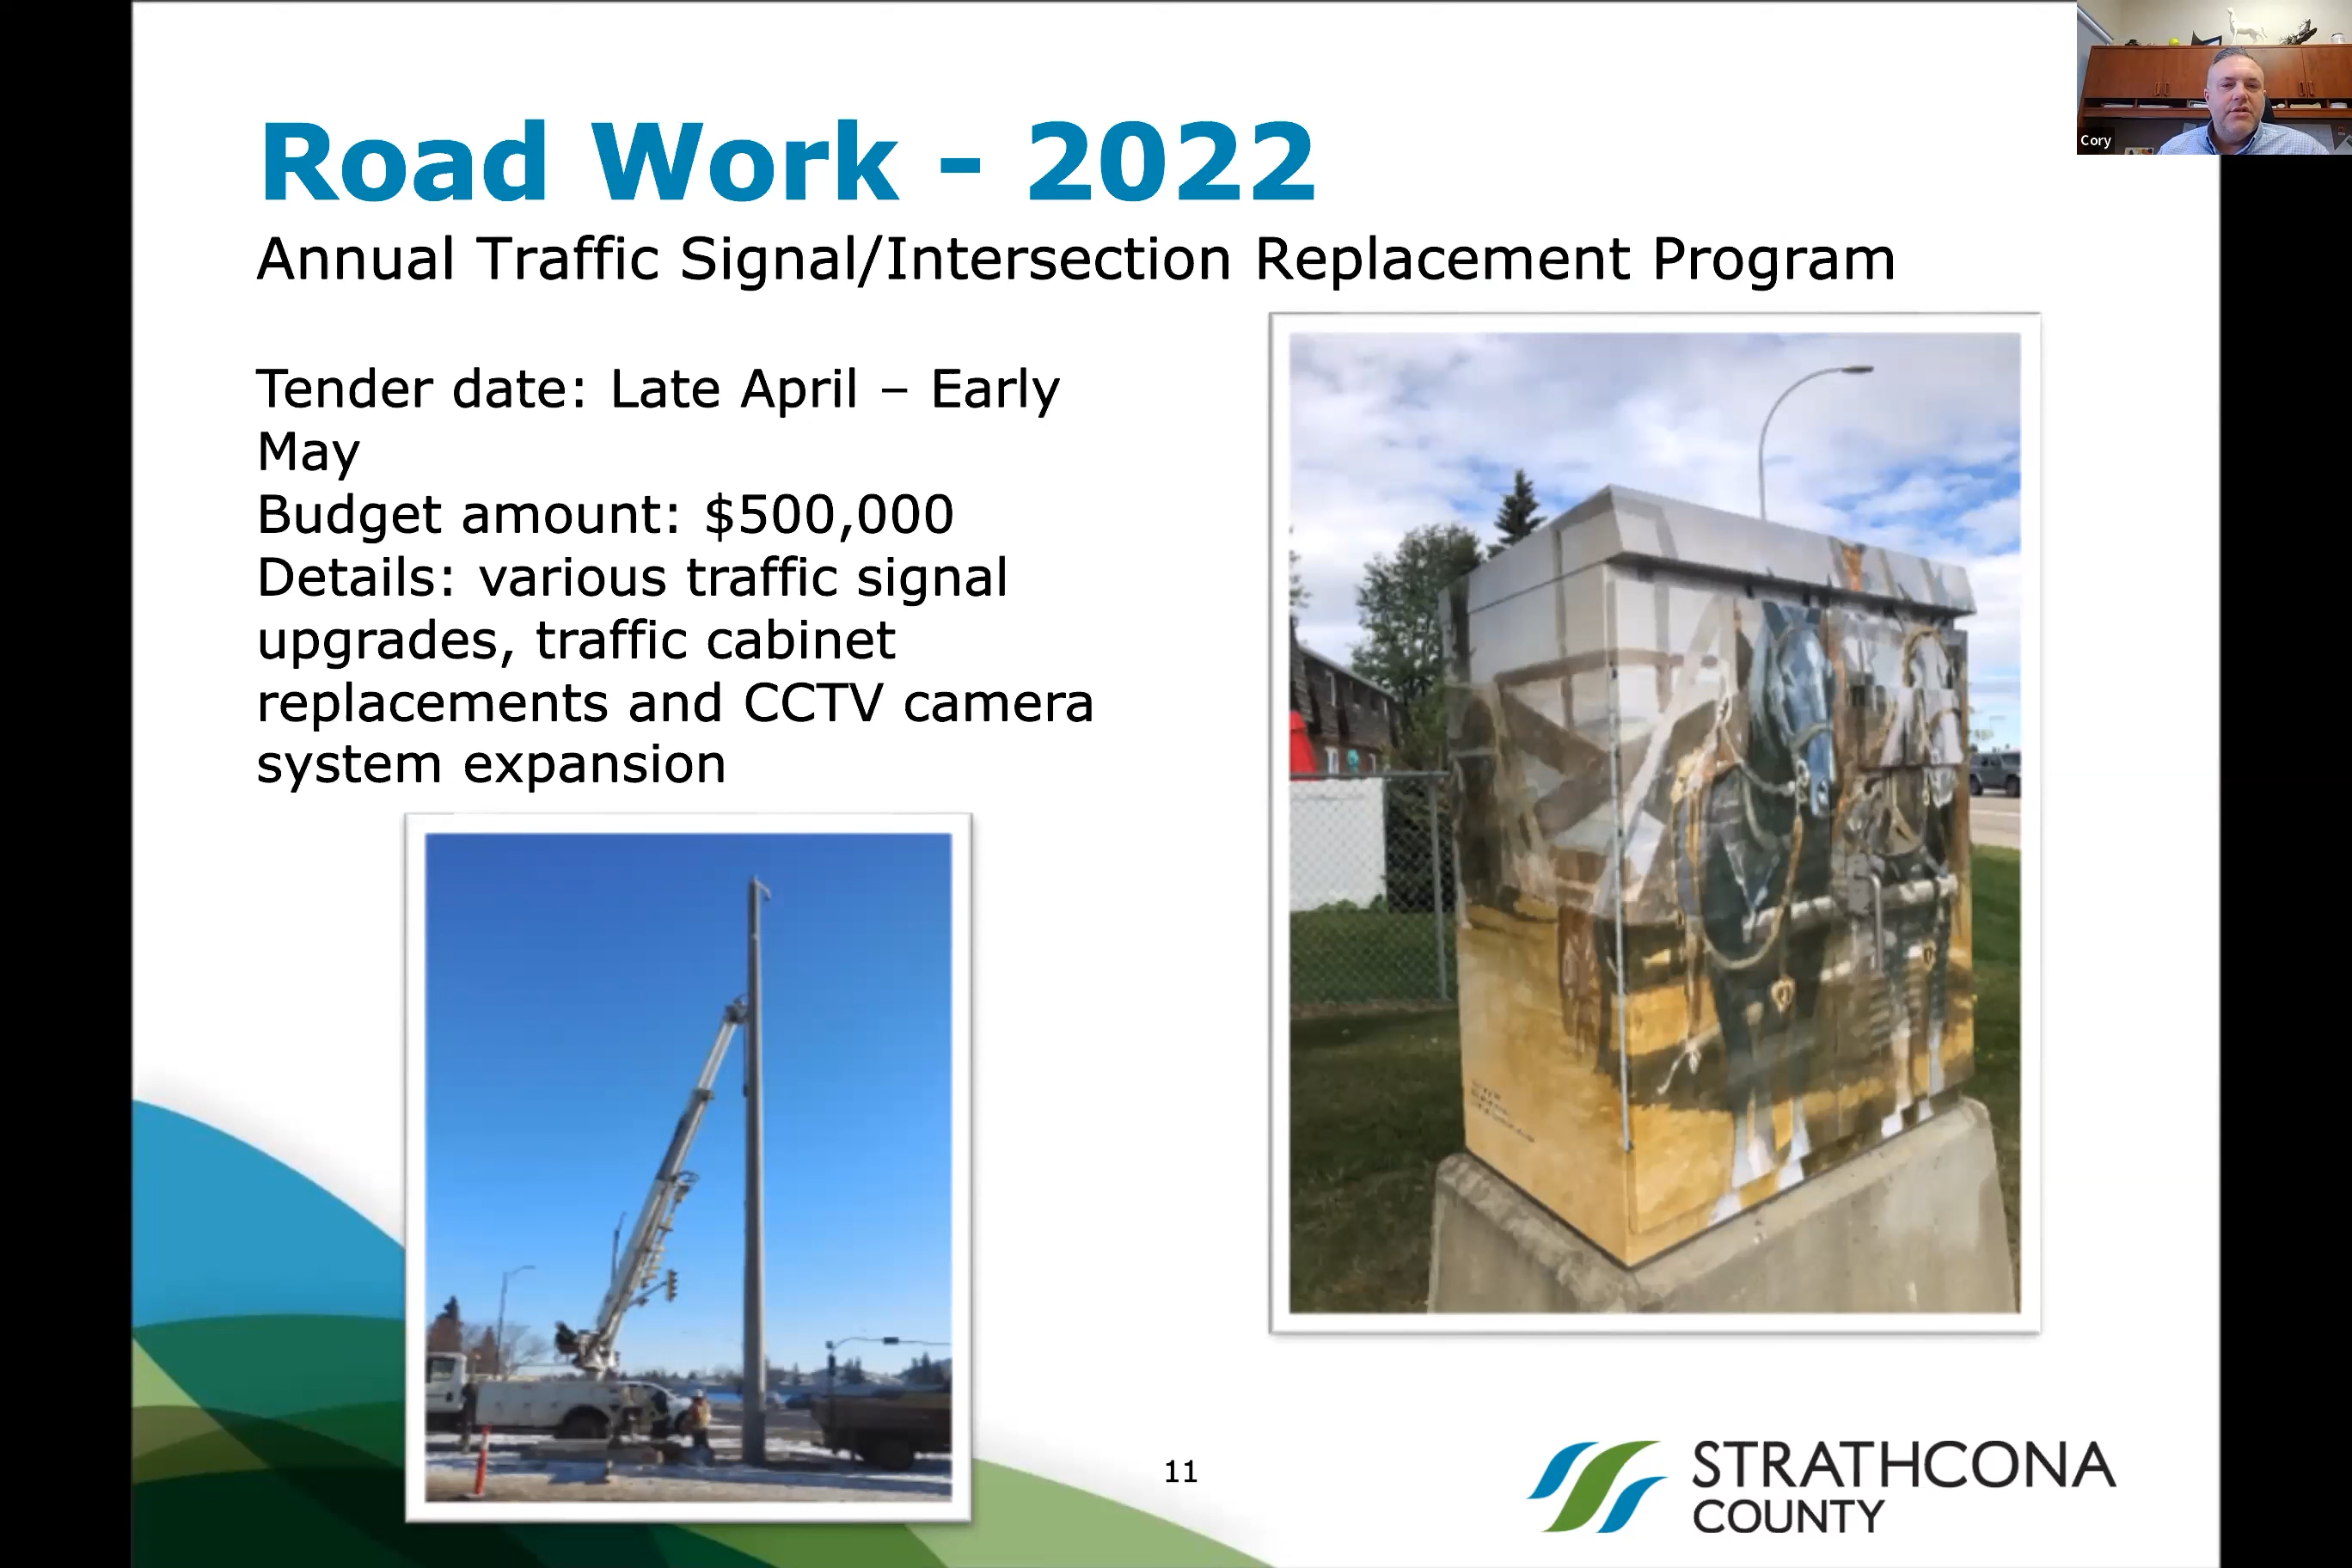 Cory
Road Work - 2022
Annual Traffic Signal/Intersection Replacement Program
Tender date: Late April – Early
May
Budget amount: $500,000
Details: various traffic signal
upgrades, traffic cabinet
replacements and CCTV camera
system expansion
11
STRATHCONA
COUNTY